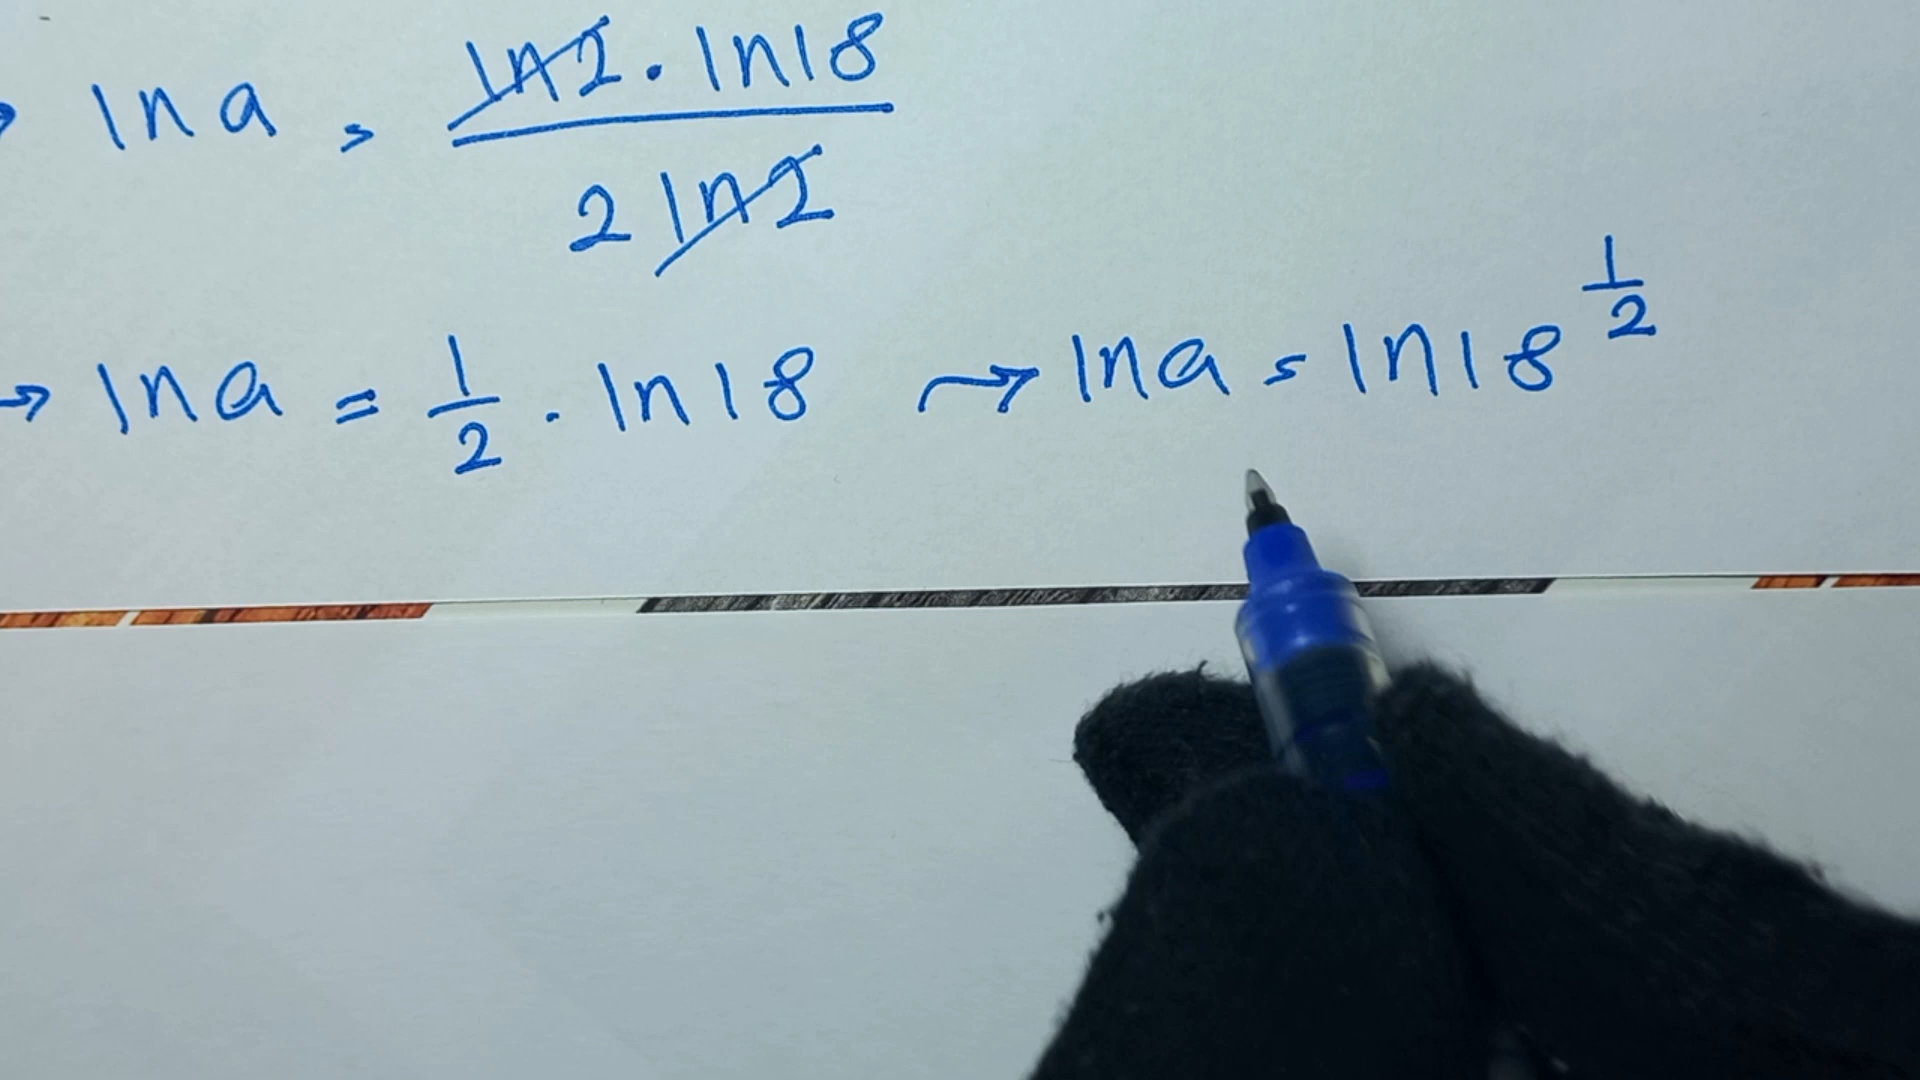 → ln a = ln2 · ln18 / 2 ln2
→ ln a = 1/2 · ln18 → ln a = ln18^1/2